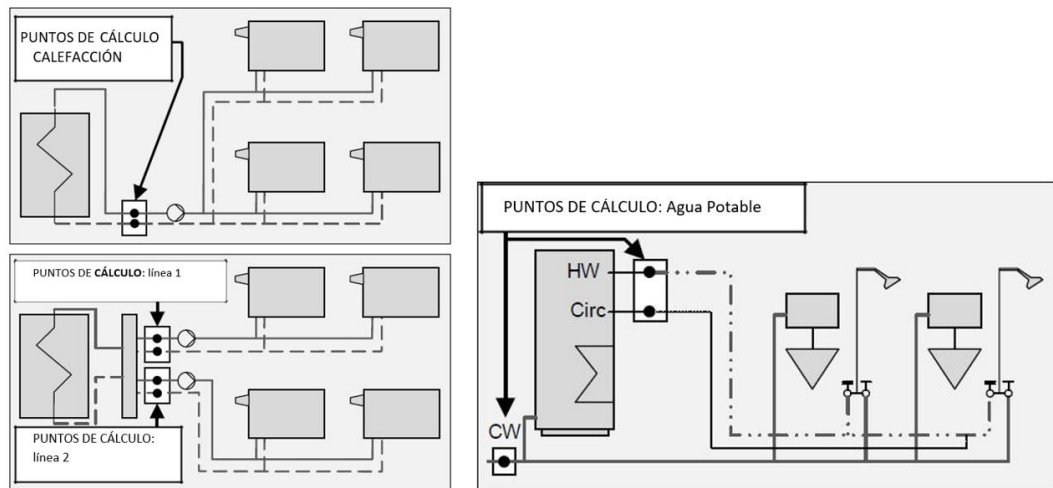 PUNTOS DE CÁLCULO
CALEFACCIÓN
PUNTOS DE CÁLCULO: línea 1
PUNTOS DE CÁLCULO:
línea 2
PUNTOS DE CÁLCULO: Agua Potable
HW
Circ
CW